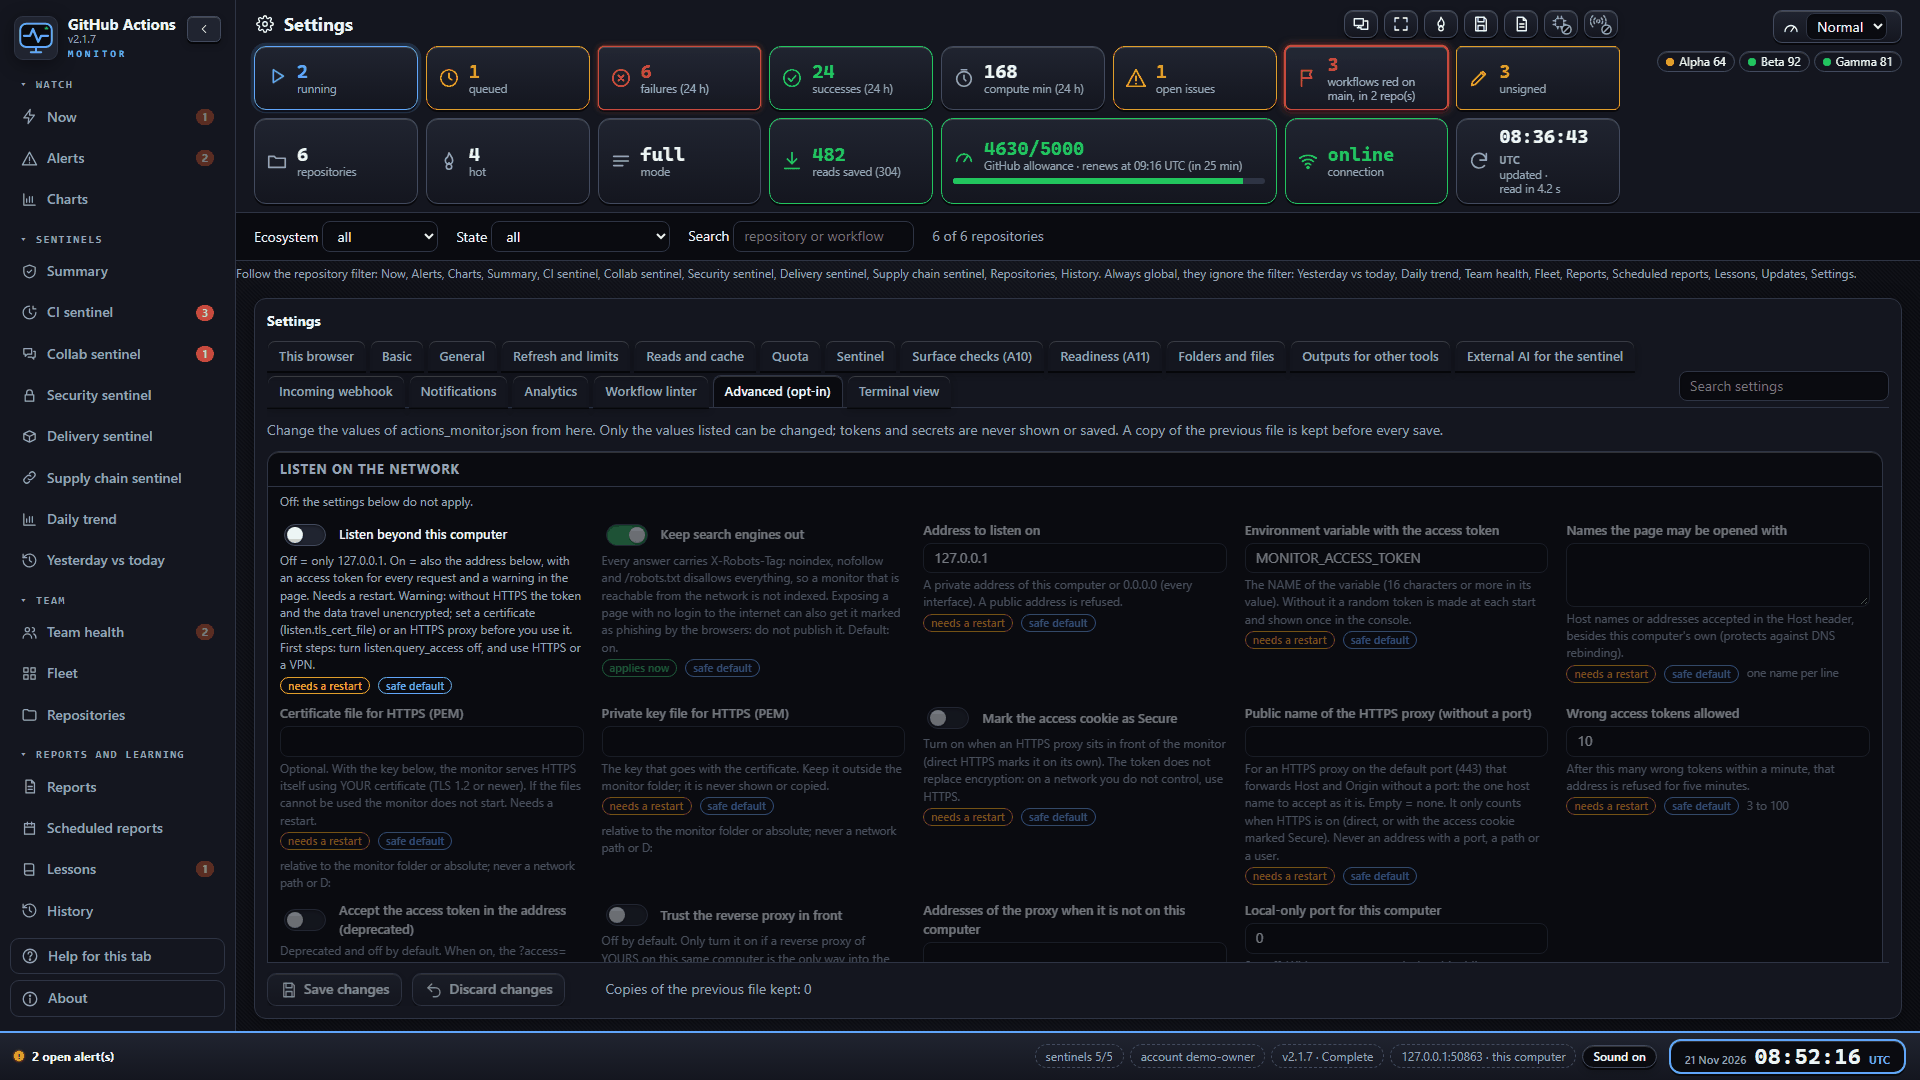 GitHub Actions
v2.1.7
MONITOR
WATCH
Now 1
Alerts 2
Charts
SENTINELS
Summary
CI sentinel 3
Collab sentinel 1
Security sentinel
Delivery sentinel
Supply chain sentinel
Daily trend
Yesterday vs today
TEAM
Team health 2
Fleet
Repositories
REPORTS AND LEARNING
Reports
Scheduled reports
Lessons 1
History
Help for this tab
About
Settings
Normal
2 running
1 queued
6 failures (24 h)
24 successes (24 h)
168 compute min (24 h)
1 open issues
3 workflows red on main, in 2 repo(s)
3 unsigned
Alpha 64
Beta 92
Gamma 81
6 repositories
4 hot
full mode
482 reads saved (304)
4630/5000
GitHub allowance · renews at 09:16 UTC (in 25 min)
online connection
08:36:43
UTC
updated ·
read in 4.2 s
Ecosystem all State all Search repository or workflow 6 of 6 repositories
Follow the repository filter: Now, Alerts, Charts, Summary, CI sentinel, Collab sentinel, Security sentinel, Delivery sentinel, Supply chain sentinel, Repositories, History. Always global, they ignore the filter: Yesterday vs today, Daily trend, Team health, Fleet, Reports, Scheduled reports, Lessons, Updates, Settings.
Settings
This browser Basic General Refresh and limits Reads and cache Quota Sentinel Surface checks (A10) Readiness (A11) Folders and files Outputs for other tools External AI for the sentinel
Incoming webhook Notifications Analytics Workflow linter Advanced (opt-in) Terminal view
Search settings
Change the values of actions_monitor.json from here. Only the values listed can be changed; tokens and secrets are never shown or saved. A copy of the previous file is kept before every save.
LISTEN ON THE NETWORK
Off: the settings below do not apply.
Listen beyond this computer
Off = only 127.0.0.1. On = also the address below, with
an access token for every request and a warning in the
page. Needs a restart. Warning: without HTTPS the token
and the data travel unencrypted; set a certificate
(listen.tls_cert_file) or an HTTPS proxy before you use it.
First steps: turn listen.query_access off, and use HTTPS or
a VPN.
needs a restart safe default
Keep search engines out
Every answer carries X-Robots-Tag: noindex, nofollow
and /robots.txt disallows everything, so a monitor that is
reachable from the network is not indexed. Exposing a
page with no login to the internet can also get it marked
as phishing by the browsers: do not publish it. Default:
on.
applies now safe default
Address to listen on
127.0.0.1
A private address of this computer or 0.0.0.0 (every
interface). A public address is refused.
needs a restart safe default
Environment variable with the access token
MONITOR_ACCESS_TOKEN
The NAME of the variable (16 characters or more in its
value). Without it a random token is made at each start
and shown once in the console.
needs a restart safe default
Names the page may be opened with
Host names or addresses accepted in the Host header,
besides this computer's own (protects against DNS
rebinding).
needs a restart safe default one name per line
Certificate file for HTTPS (PEM)
Optional. With the key below, the monitor serves HTTPS
itself using YOUR certificate (TLS 1.2 or newer). If the files
cannot be used the monitor does not start. Needs a
restart.
needs a restart safe default
relative to the monitor folder or absolute; never a network
path or D:
Private key file for HTTPS (PEM)
The key that goes with the certificate. Keep it outside the
monitor folder; it is never shown or copied.
needs a restart safe default
relative to the monitor folder or absolute; never a network
path or D:
Mark the access cookie as Secure
Turn on when an HTTPS proxy sits in front of the monitor
(direct HTTPS marks it on its own). The token does not
replace encryption: on a network you do not control, use
HTTPS.
needs a restart safe default
Public name of the HTTPS proxy (without a port)
For an HTTPS proxy on the default port (443) that
forwards Host and Origin without a port: the one host
name to accept as it is. Empty = none. It only counts
when HTTPS is on (direct, or with the access cookie
marked Secure). Never an address with a port, a path or
a user.
needs a restart safe default
Wrong access tokens allowed
10
After this many wrong tokens within a minute, that
address is refused for five minutes.
needs a restart safe default 3 to 100
Accept the access token in the address
(deprecated)
Deprecated and off by default. When on, the ?access=
Trust the reverse proxy in front
Off by default. Only turn it on if a reverse proxy of
YOURS on this same computer is the only way into the
Addresses of the proxy when it is not on this
computer
Local-only port for this computer
0
Save changes
Discard changes
Copies of the previous file kept: 0
2 open alert(s)
sentinels 5/5
account demo-owner
v2.1.7 · Complete
127.0.0.1:50863 · this computer
Sound on
21 Nov 2026 08:52:16 UTC